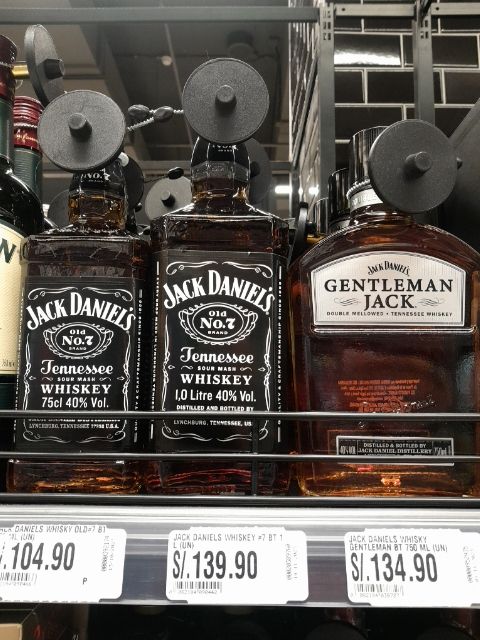 JACK DANIEL'S
Old
No.7
BRAND
Tennessee
SOUR MASH
WHISKEY
75cl 40% Vol.
LYNCHBURG, TENNESSEE
JACK DANIEL'S
Old
No.7
BRAND
Tennessee
SOUR MASH
WHISKEY
1,0 Litre 40% Vol.
DISTILLED AND BOTTLED BY
LYNCHBURG, TENNESSEE,
JACK DANIEL'S
GENTLEMAN
JACK
DOUBLE MELLOWED • TENNESSEE WHISKEY
DISTILLED & BOTTLED BY
JACK DANIEL DISTILLERY
JACK DANIELS WHISKY OLD#7 BT
104.90
P
JACK DANIELS WHISKEY #7 BT 1
L (UN)
S/.139.90
JACK DANIELS WHISKY
GENTLEMAN BT 750 ML (UN)
S/.134.90